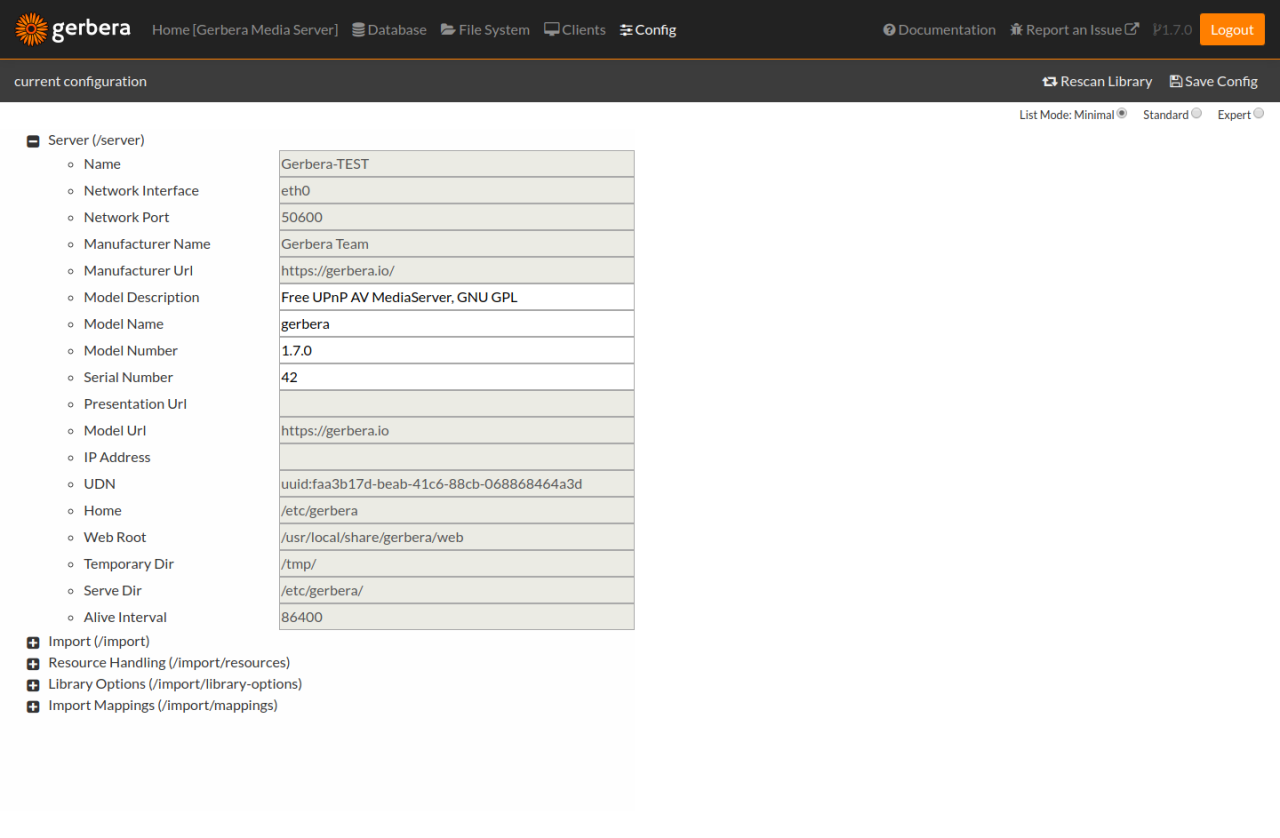 gerbera Home [Gerbera Media Server] Database File System Clients Config Documentation Report an Issue 1.7.0 Logout
current configuration Rescan Library Save Config
List Mode: Minimal Standard Expert
Server (/server)
Name Gerbera-TEST
Network Interface eth0
Network Port 50600
Manufacturer Name Gerbera Team
Manufacturer Url https://gerbera.io/
Model Description Free UPnP AV MediaServer, GNU GPL
Model Name gerbera
Model Number 1.7.0
Serial Number 42
Presentation Url
Model Url https://gerbera.io
IP Address
UDN uuid:faa3b17d-beab-41c6-88cb-068868464a3d
Home /etc/gerbera
Web Root /usr/local/share/gerbera/web
Temporary Dir /tmp/
Serve Dir /etc/gerbera/
Alive Interval 86400
Import (/import)
Resource Handling (/import/resources)
Library Options (/import/library-options)
Import Mappings (/import/mappings)